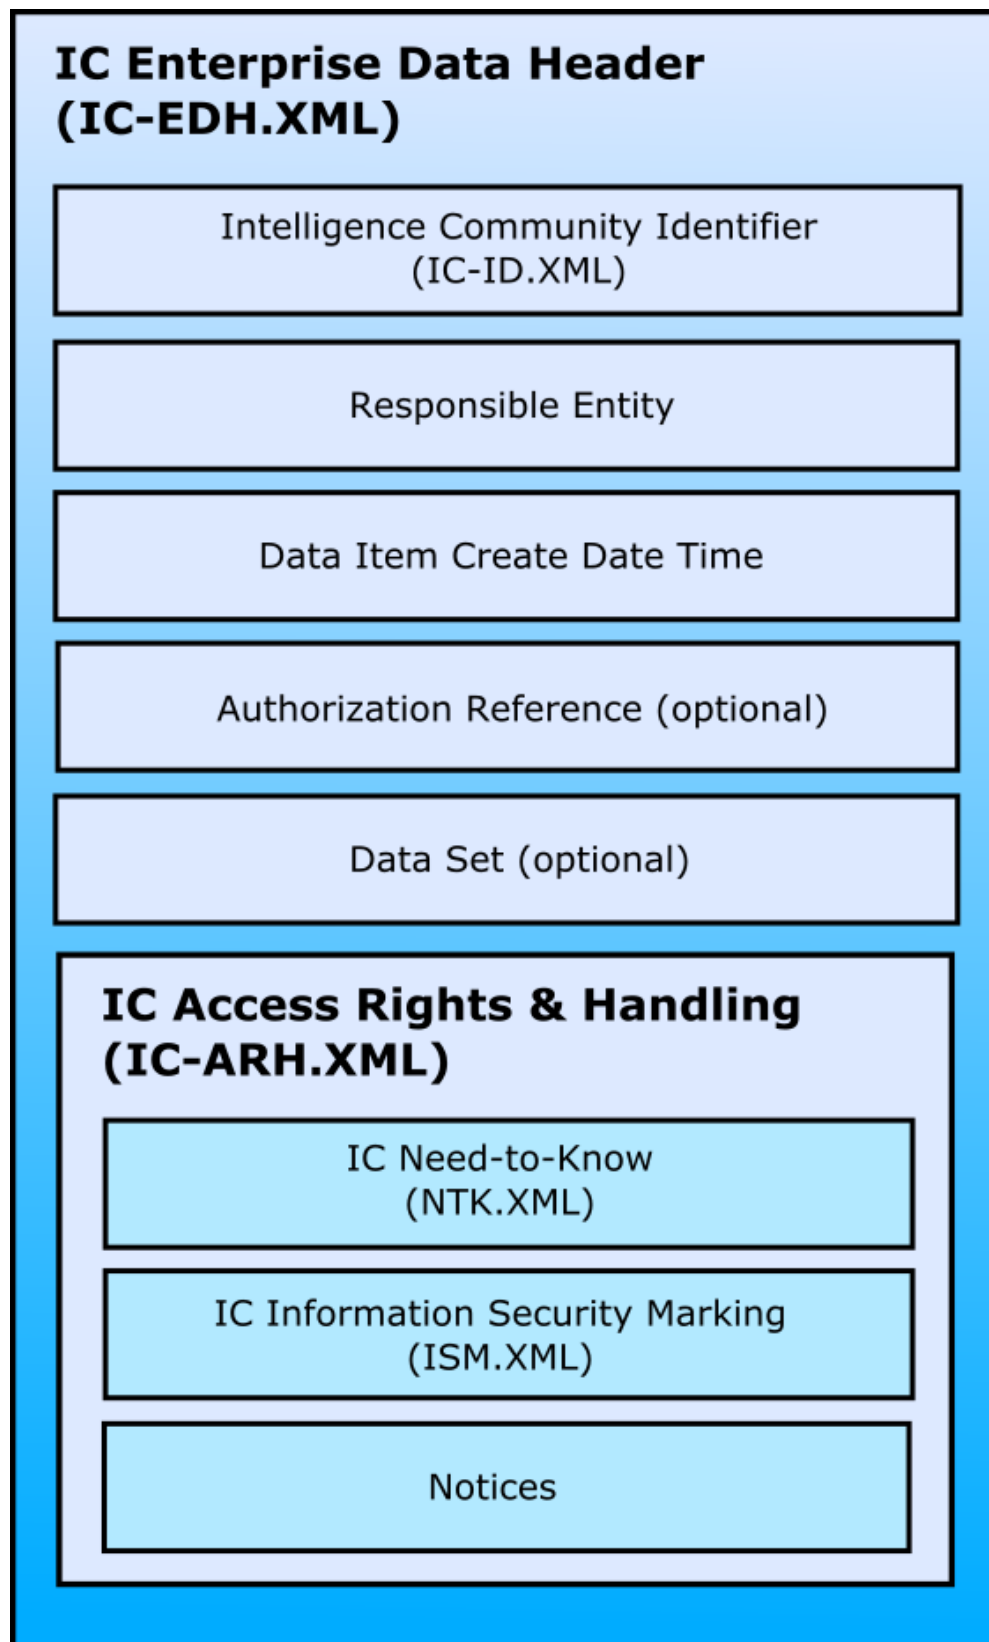 IC Enterprise Data Header
(IC-EDH.XML)
Intelligence Community Identifier
(IC-ID.XML)
Responsible Entity
Data Item Create Date Time
Authorization Reference (optional)
Data Set (optional)
IC Access Rights & Handling
(IC-ARH.XML)
IC Need-to-Know
(NTK.XML)
IC Information Security Marking
(ISM.XML)
Notices